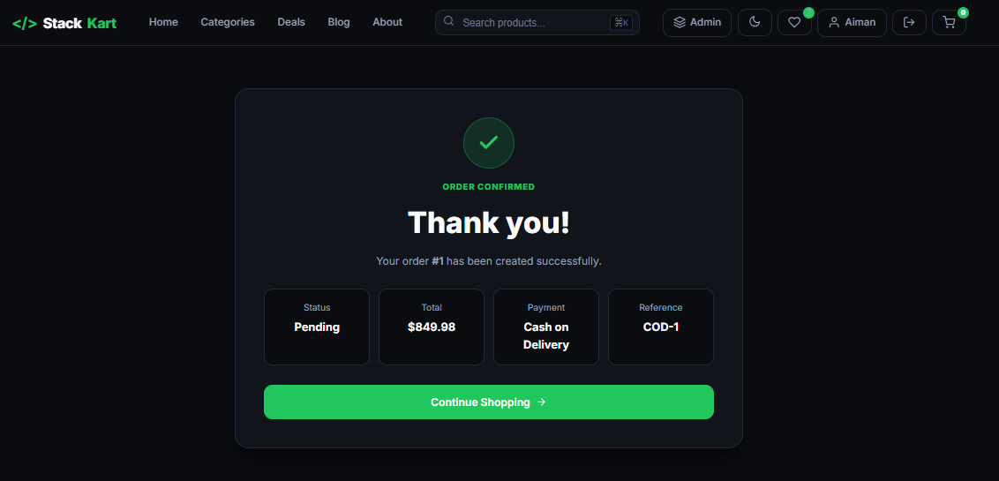 </> Stack Kart Home Categories Deals Blog About Search products... ⌘K Admin Aiman 0
ORDER CONFIRMED
Thank you!
Your order #1 has been created successfully.
Status Total Payment Reference
Pending $849.98 Cash on COD-1
Delivery
Continue Shopping →